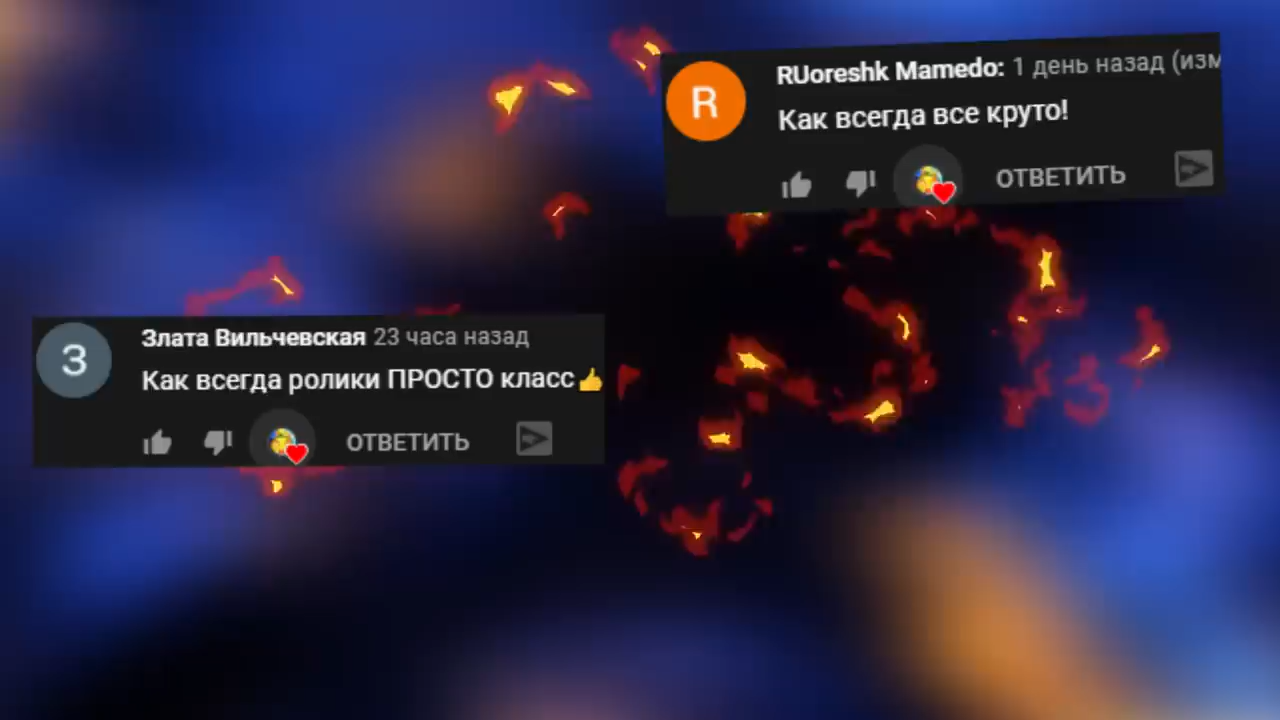 R
RUoreshk Mamedo: 1 день назад (изм
Как всегда все круто!
ОТВЕТИТЬ
З
Злата Вильчевская 23 часа назад
Как всегда ролики ПРОСТО класс👍
ОТВЕТИТЬ